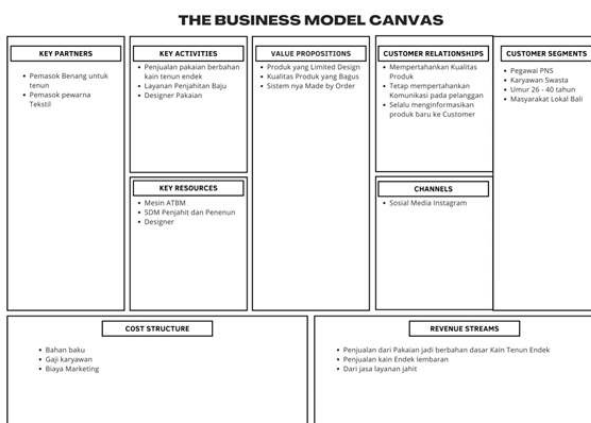 THE BUSINESS MODEL CANVAS
KEY PARTNERS
• Pemasok Benang untuk
tenun
• Pemasok pewarna
Tekstil
KEY ACTIVITIES
• Penjualan pakaian berbahan
kain tenun endek
• Layanan Penjahitan Baju
• Designer Pakaian
KEY RESOURCES
• Mesin ATBM
• SDM Penjahit dan Penenun
• Designer
VALUE PROPOSITIONS
• Produk yang Limited Design
• Kualitas Produk yang Bagus
• Sistem nya Made by Order
CUSTOMER RELATIONSHIPS
• Mempertahankan Kualitas
Produk
• Tetap mempertahankan
Komunikasi pada pelanggan
• Selalu menginformasikan
produk baru ke Customer
CHANNELS
• Sosial Media Instagram
CUSTOMER SEGMENTS
• Pegawai PNS
• Karyawan Swasta
• Umur 26 - 40 tahun
• Masyarakat Lokal Bali
COST STRUCTURE
• Bahan baku
• Gaji karyawan
• Biaya Marketing
REVENUE STREAMS
• Penjualan dari Pakaian jadi berbahan dasar Kain Tenun Endek
• Penjualan kain Endek lembaran
• Dari jasa layanan jahit